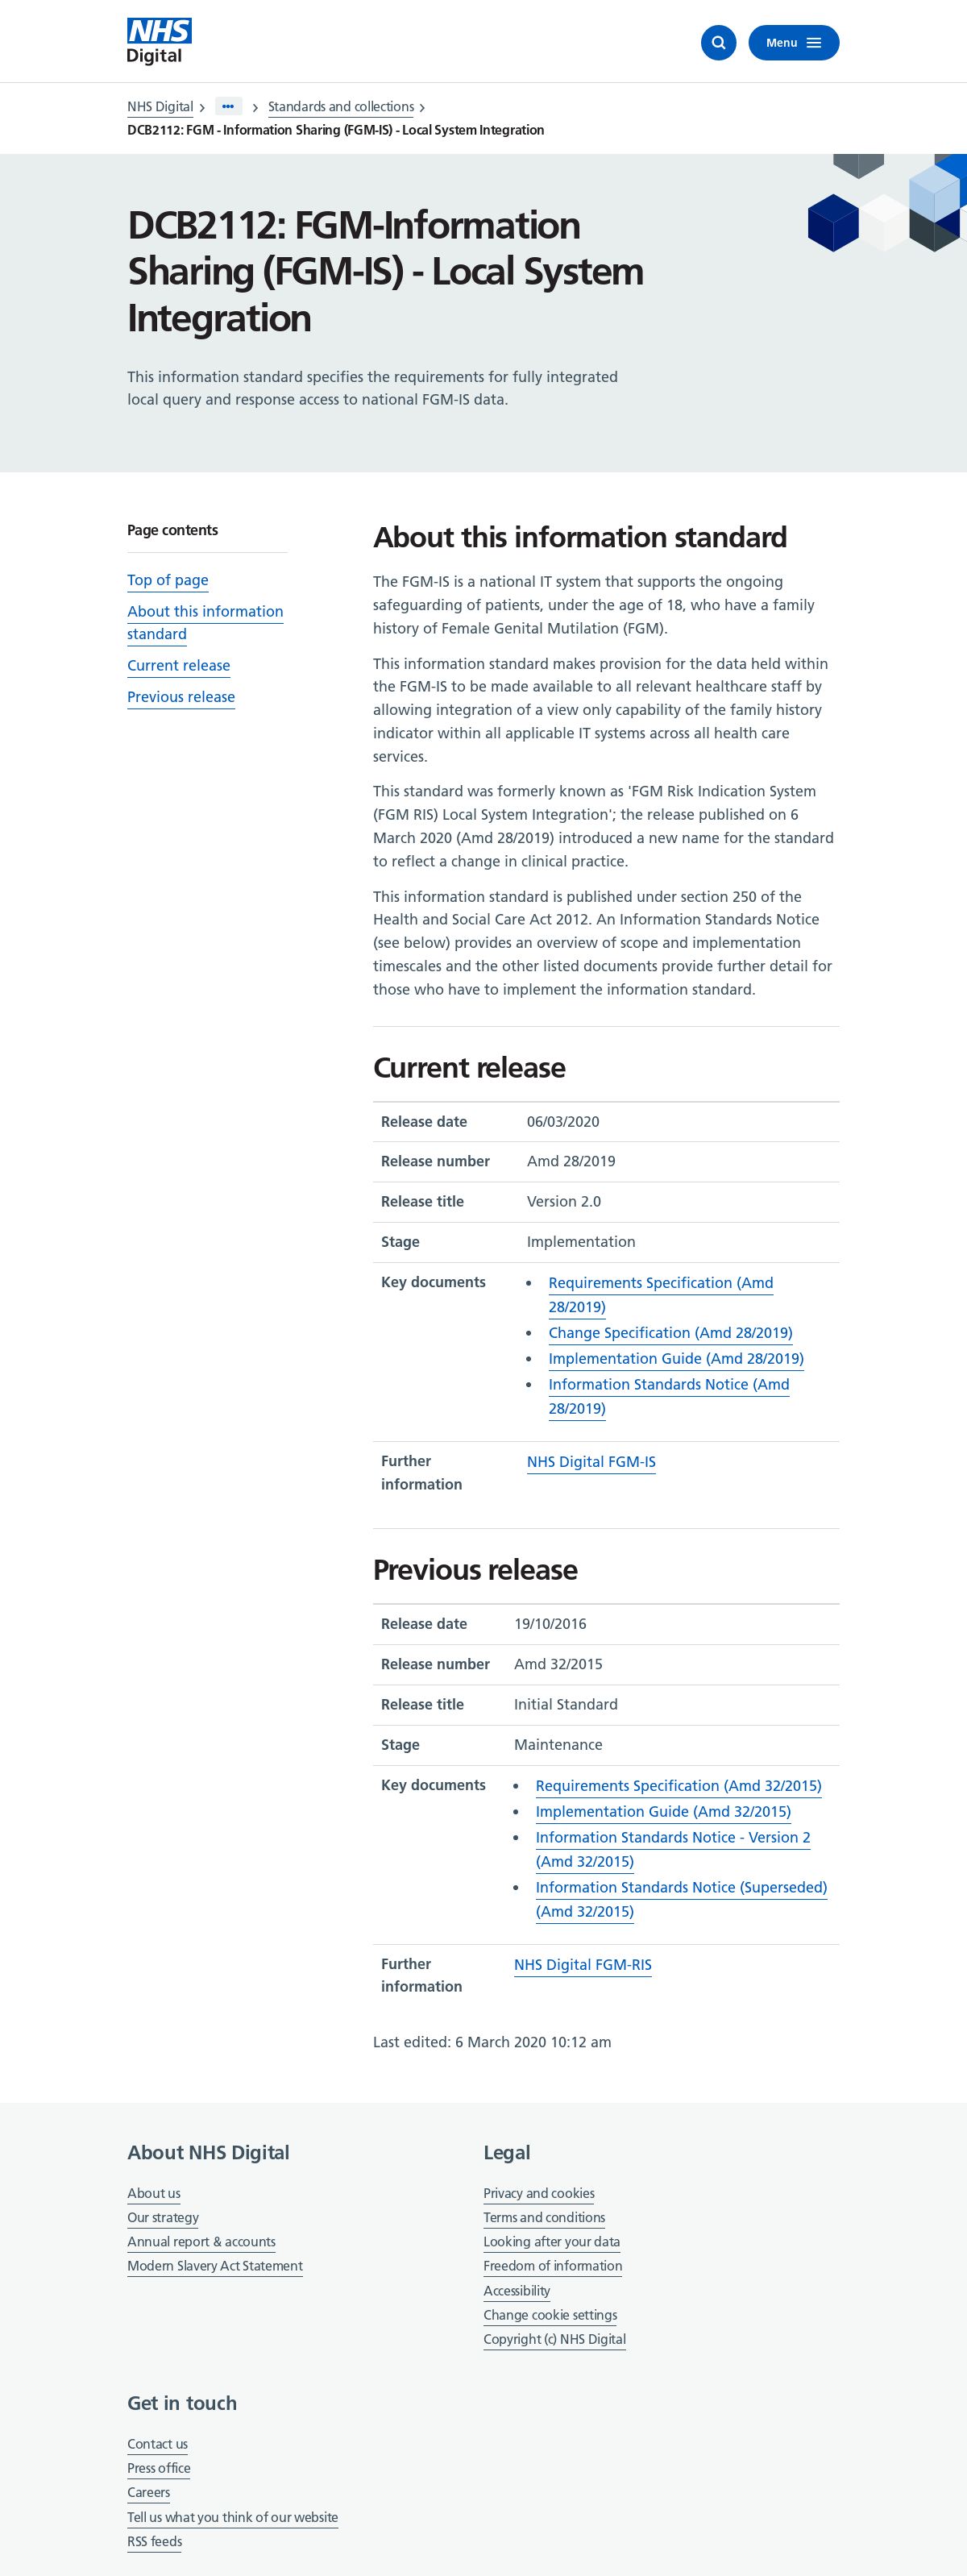 NHS
Digital
Menu
NHS Digital
Standards and collections
DCB2112: FGM - Information Sharing (FGM-IS) - Local System Integration
DCB2112: FGM-Information
Sharing (FGM-IS) - Local System
Integration
This information standard specifies the requirements for fully integrated
local query and response access to national FGM-IS data.
Page contents
Top of page
About this information
standard
Current release
Previous release
About this information standard
The FGM-IS is a national IT system that supports the ongoing
safeguarding of patients, under the age of 18, who have a family
history of Female Genital Mutilation (FGM).
This information standard makes provision for the data held within
the FGM-IS to be made available to all relevant healthcare staff by
allowing integration of a view only capability of the family history
indicator within all applicable IT systems across all health care
services.
This standard was formerly known as 'FGM Risk Indication System
(FGM RIS) Local System Integration'; the release published on 6
March 2020 (Amd 28/2019) introduced a new name for the standard
to reflect a change in clinical practice.
This information standard is published under section 250 of the
Health and Social Care Act 2012. An Information Standards Notice
(see below) provides an overview of scope and implementation
timescales and the other listed documents provide further detail for
those who have to implement the information standard.
Current release
Release date 06/03/2020
Release number Amd 28/2019
Release title Version 2.0
Stage Implementation
Key documents
Requirements Specification (Amd
28/2019)
Change Specification (Amd 28/2019)
Implementation Guide (Amd 28/2019)
Information Standards Notice (Amd
28/2019)
Further
information
NHS Digital FGM-IS
Previous release
Release date 19/10/2016
Release number Amd 32/2015
Release title Initial Standard
Stage Maintenance
Key documents
Requirements Specification (Amd 32/2015)
Implementation Guide (Amd 32/2015)
Information Standards Notice - Version 2
(Amd 32/2015)
Information Standards Notice (Superseded)
(Amd 32/2015)
Further
information
NHS Digital FGM-RIS
Last edited: 6 March 2020 10:12 am
About NHS Digital
About us
Our strategy
Annual report & accounts
Modern Slavery Act Statement
Legal
Privacy and cookies
Terms and conditions
Looking after your data
Freedom of information
Accessibility
Change cookie settings
Copyright (c) NHS Digital
Get in touch
Contact us
Press office
Careers
Tell us what you think of our website
RSS feeds